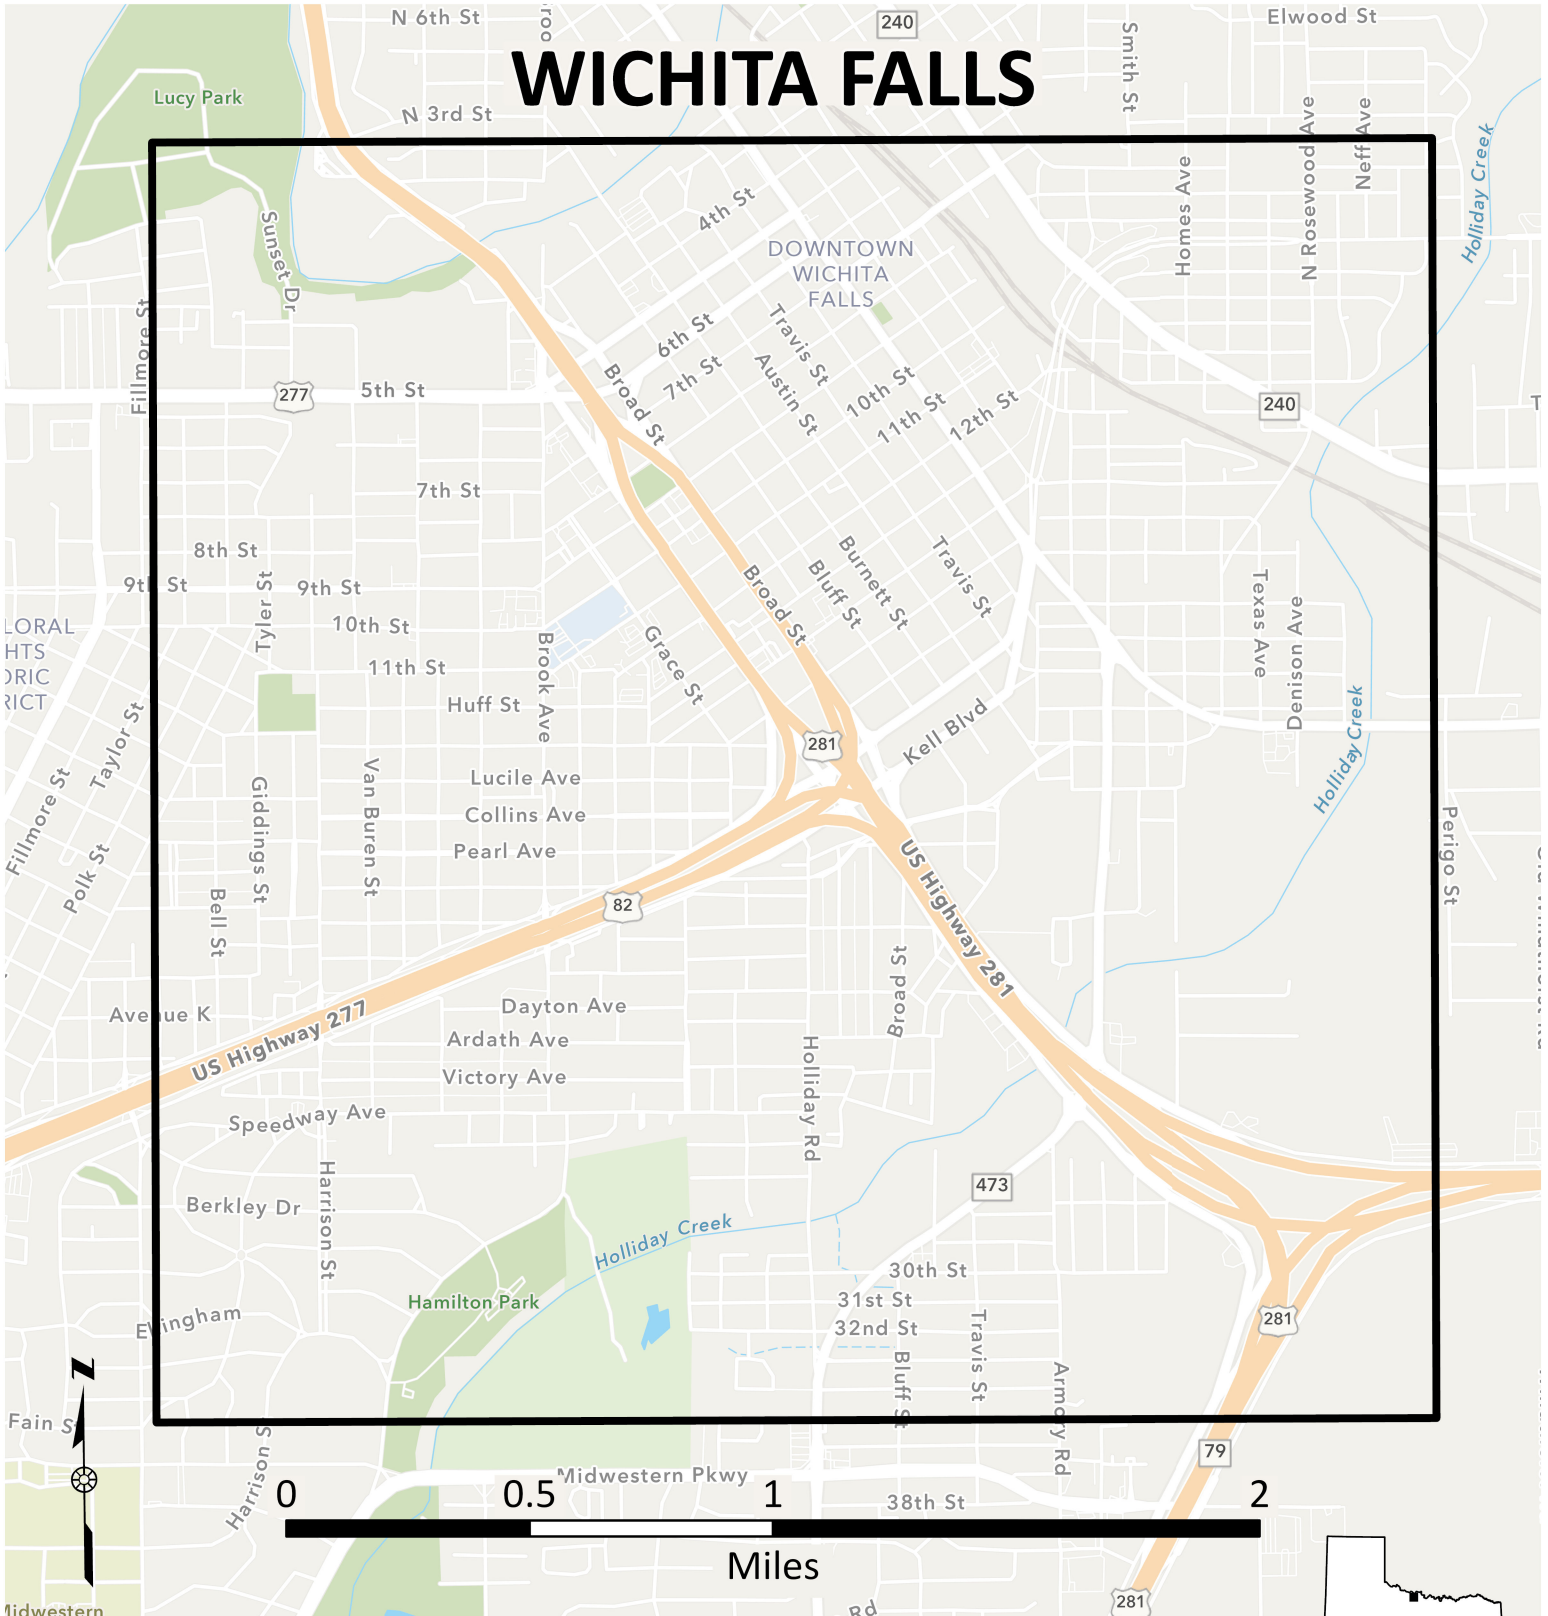 N 6th St
240
Elwood St
Smith St
WICHITA FALLS
Lucy Park
N 3rd St
N Rosewood Ave
Neff Ave
Homes Ave
Holliday Creek
4th St
Sunset Dr
DOWNTOWN
WICHITA
FALLS
Fillmore St
6th St
Travis St
7th St
Austin St
Broad St
277
5th St
10th St
11th St
12th St
240
7th St
8th St
9th St
9th St
Tyler St
10th St
11th St
Brook Ave
Grace St
Huff St
Broad St
Bluff St
Burnett St
Travis St
Texas Ave
Denison Ave
LORAL
HTS
ORIC
RICT
Taylor St
Fillmore St
Polk St
Giddings St
Van Buren St
Bell St
Lucile Ave
Collins Ave
Pearl Ave
281
Kell Blvd
Holliday Creek
Perigo St
82
US Highway 281
Broad St
Avenue K
US Highway 277
Dayton Ave
Ardath Ave
Victory Ave
Speedway Ave
Holliday Rd
Harrison St
473
Berkley Dr
Holliday Creek
30th St
31st St
32nd St
Hamilton Park
281
Travis St
Bluff St
Armory Rd
Fain St
Harrison S
N
79
Midwestern Pkwy
38th St
0 0.5 1 2
Miles
281
Midwestern
Rd